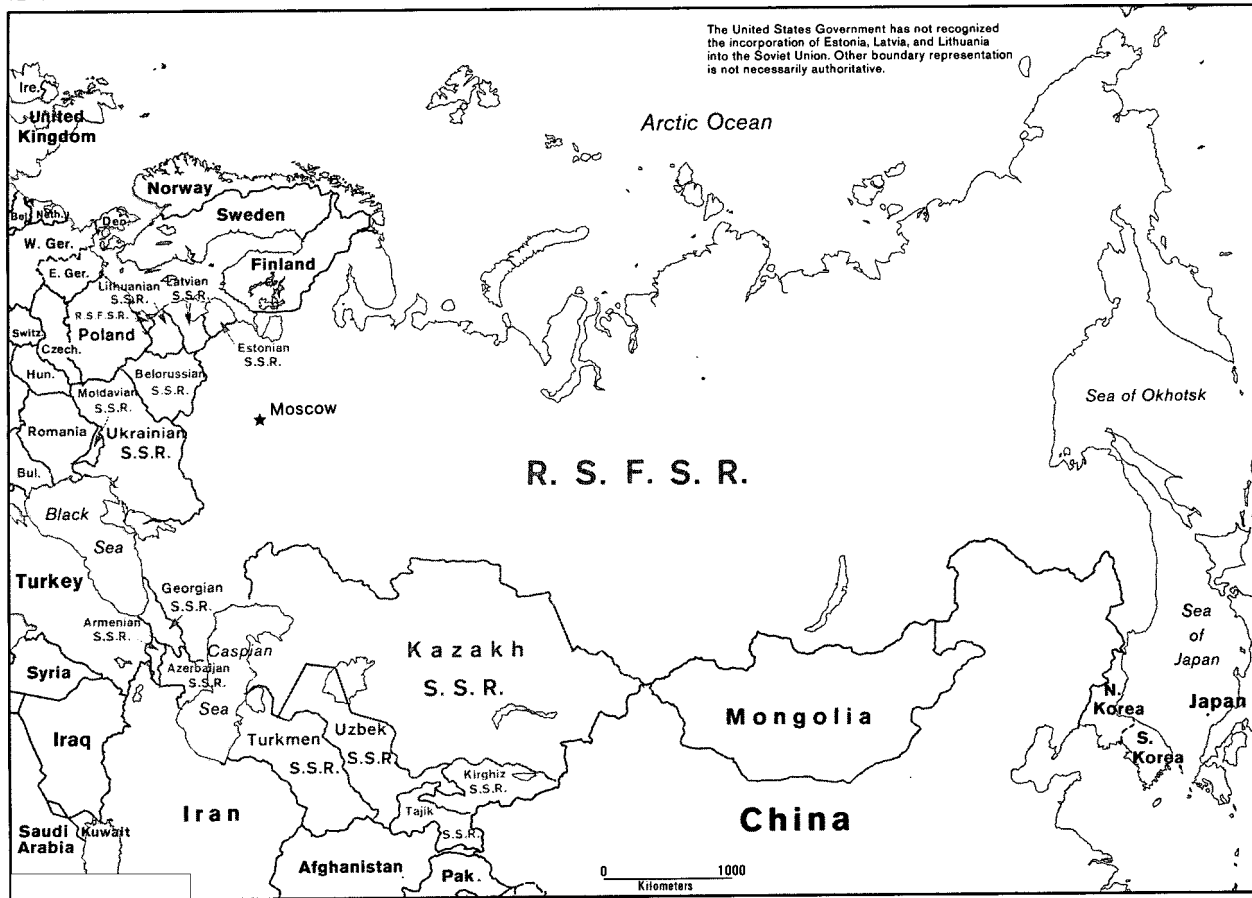 The United States Government has not recognized
the incorporation of Estonia, Latvia, and Lithuania
into the Soviet Union. Other boundary representation
is not necessarily authoritative.
Ire.
United
Kingdom
Arctic Ocean
Norway
Sweden
Bel.
Neth.
Den.
W. Ger.
E. Ger.
Finland
Lithuanian
S.S.R.
Latvian
S.S.R.
R.S.F.S.R.
Poland
Switz.
Czech.
Estonian
S.S.R.
Hun.
Belorussian
S.S.R.
Moldavian
S.S.R.
Sea of Okhotsk
Moscow
Romania
Ukrainian
S.S.R.
Bul.
R. S. F. S. R.
Black
Sea
Turkey
Georgian
S.S.R.
Armenian
S.S.R.
Sea
of
Japan
Caspian
Sea
Kazakh
S. S. R.
Syria
Azerbaijan
S.S.R.
N.
Korea
Japan
Mongolia
Iraq
Turkmen
S.S.R.
Uzbek
S.S.R.
S.
Korea
Kirghiz
S.S.R.
Tajik
S.S.R.
Iran
China
Saudi
Arabia
Kuwait
Afghanistan
Pak.
0 1000
Kilometers